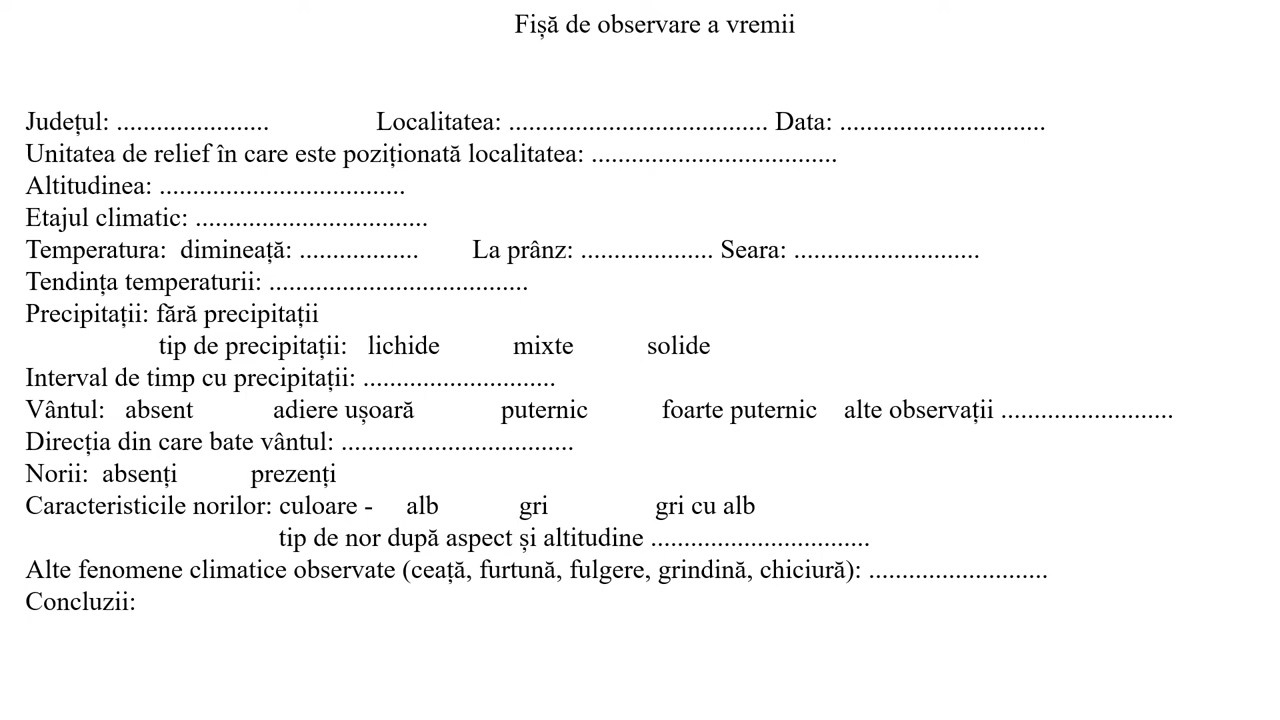 Fișă de observare a vremii
Județul: ....................... Localitatea: ....................................... Data: ...............................
Unitatea de relief în care este poziționată localitatea: .....................................
Altitudinea: .....................................
Etajul climatic: ...................................
Temperatura: dimineață: .................. La prânz: .................... Seara: ............................
Tendința temperaturii: .......................................
Precipitații: fără precipitații
tip de precipitații: lichide mixte solide
Interval de timp cu precipitații: .............................
Vântul: absent adiere ușoară puternic foarte puternic alte observații ..........................
Direcția din care bate vântul: ...................................
Norii: absenți prezenți
Caracteristicile norilor: culoare - alb gri gri cu alb
tip de nor după aspect și altitudine .................................
Alte fenomene climatice observate (ceață, furtună, fulgere, grindină, chiciură): ...........................
Concluzii: